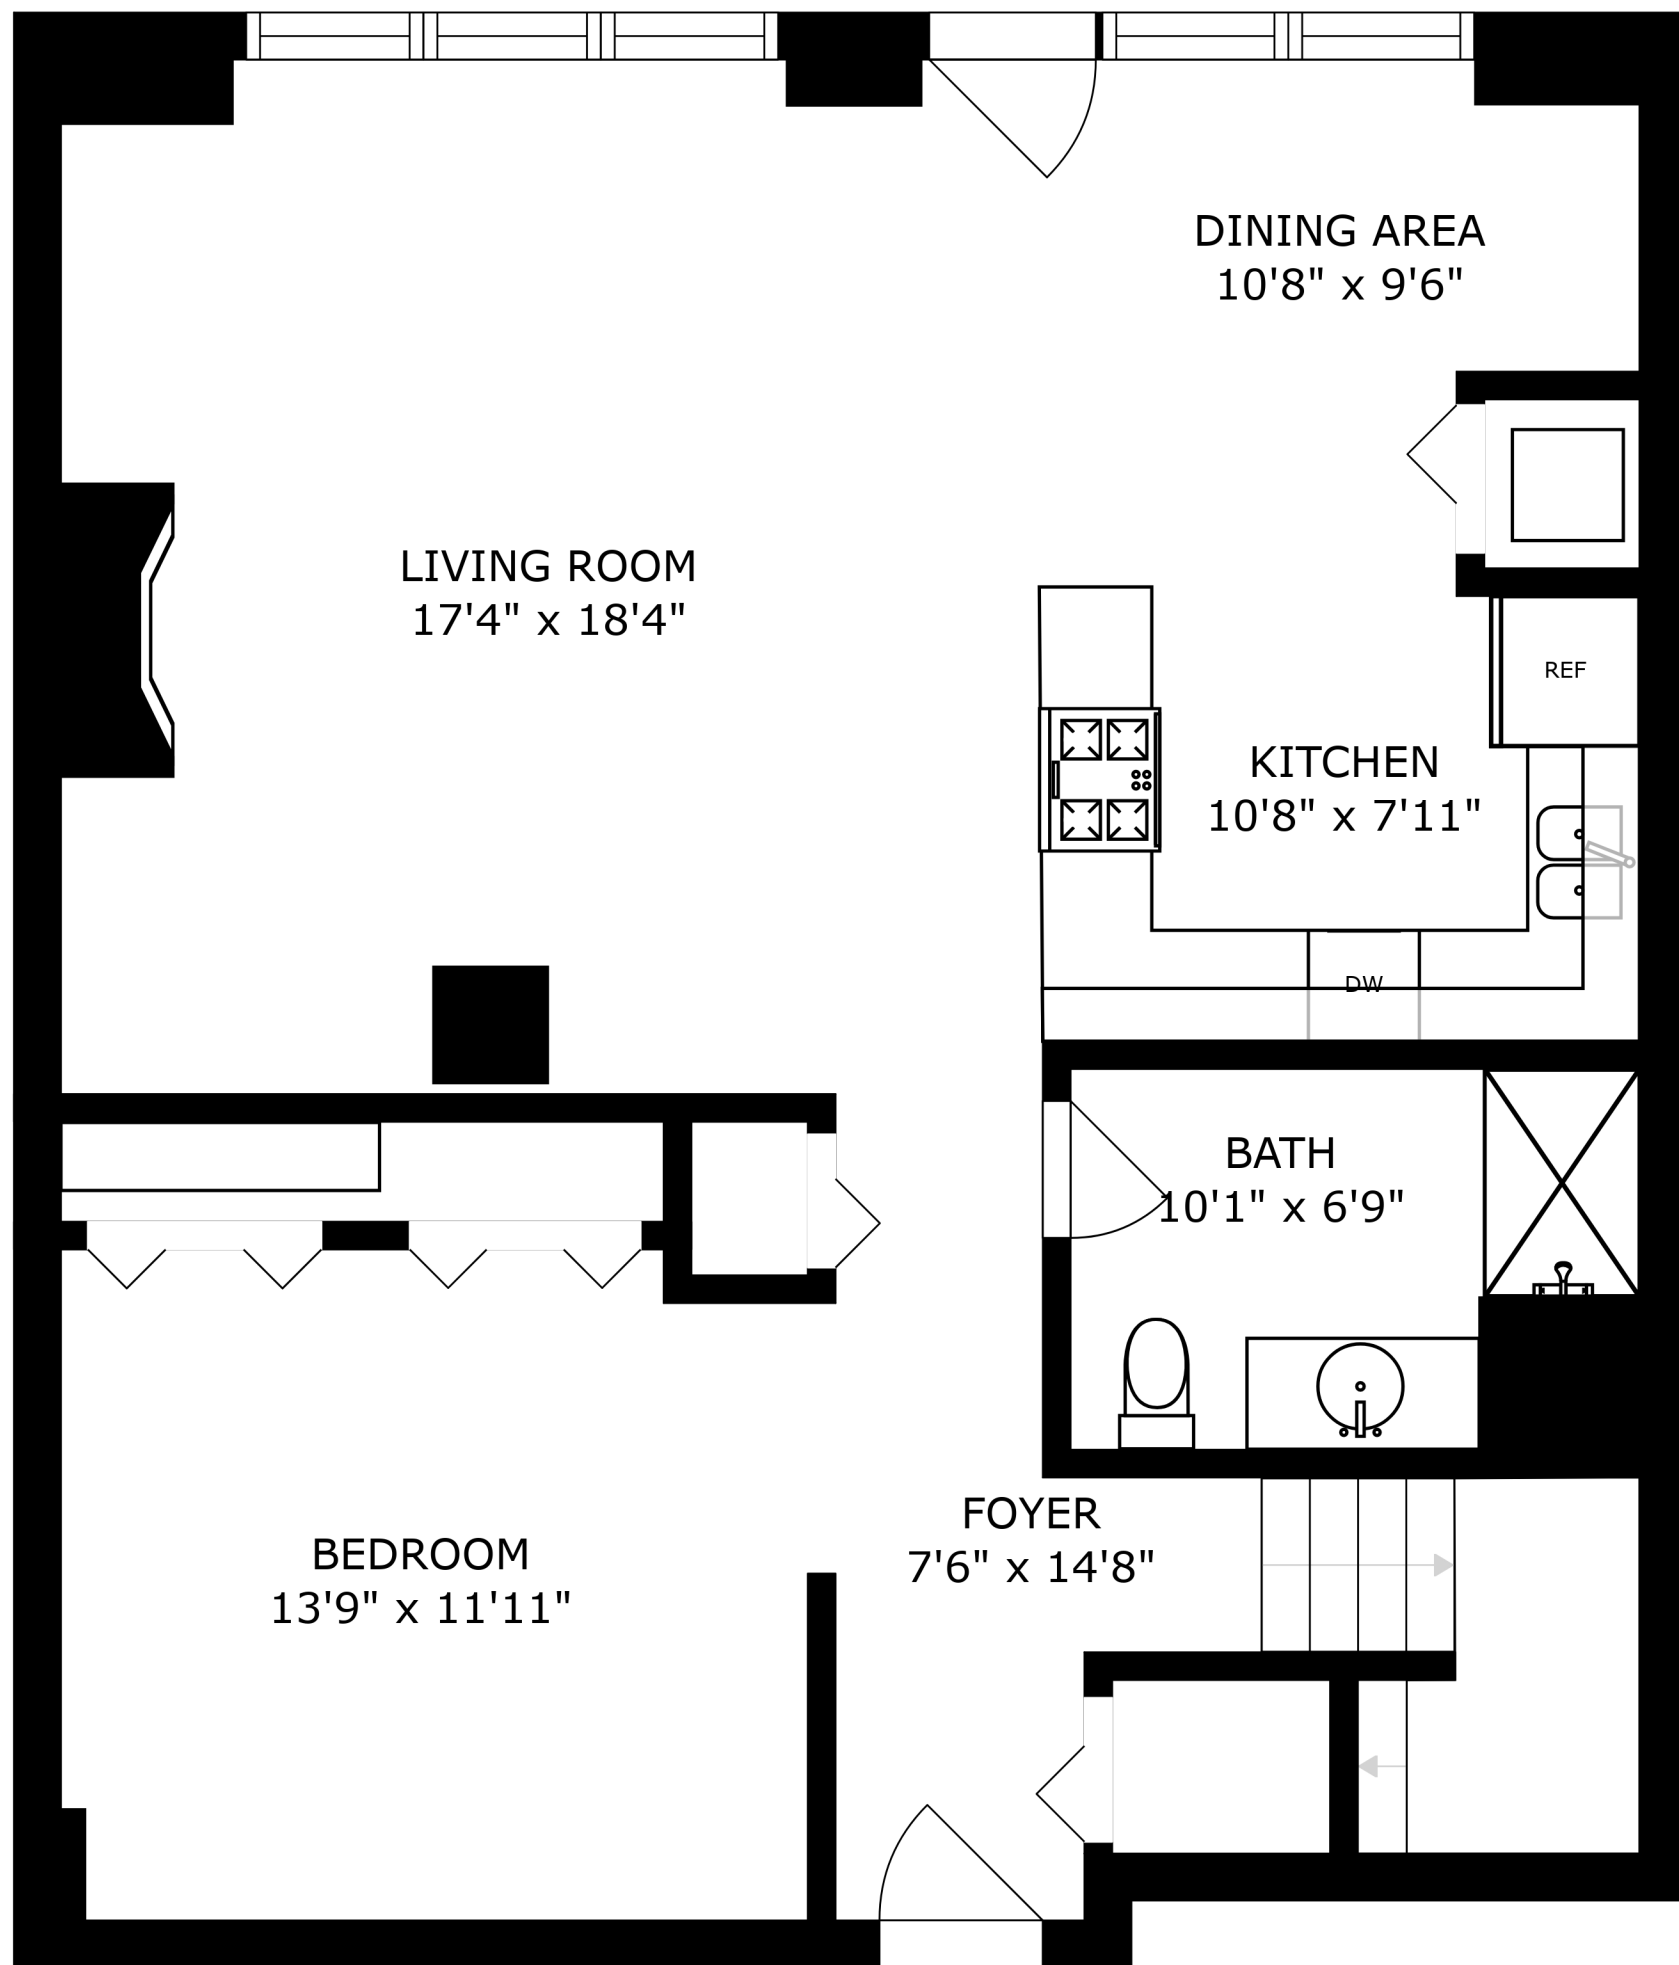 DINING AREA
10'8" x 9'6"
LIVING ROOM
17'4" x 18'4"
REF
KITCHEN
10'8" x 7'11"
DW
BATH
10'1" x 6'9"
FOYER
7'6" x 14'8"
BEDROOM
13'9" x 11'11"